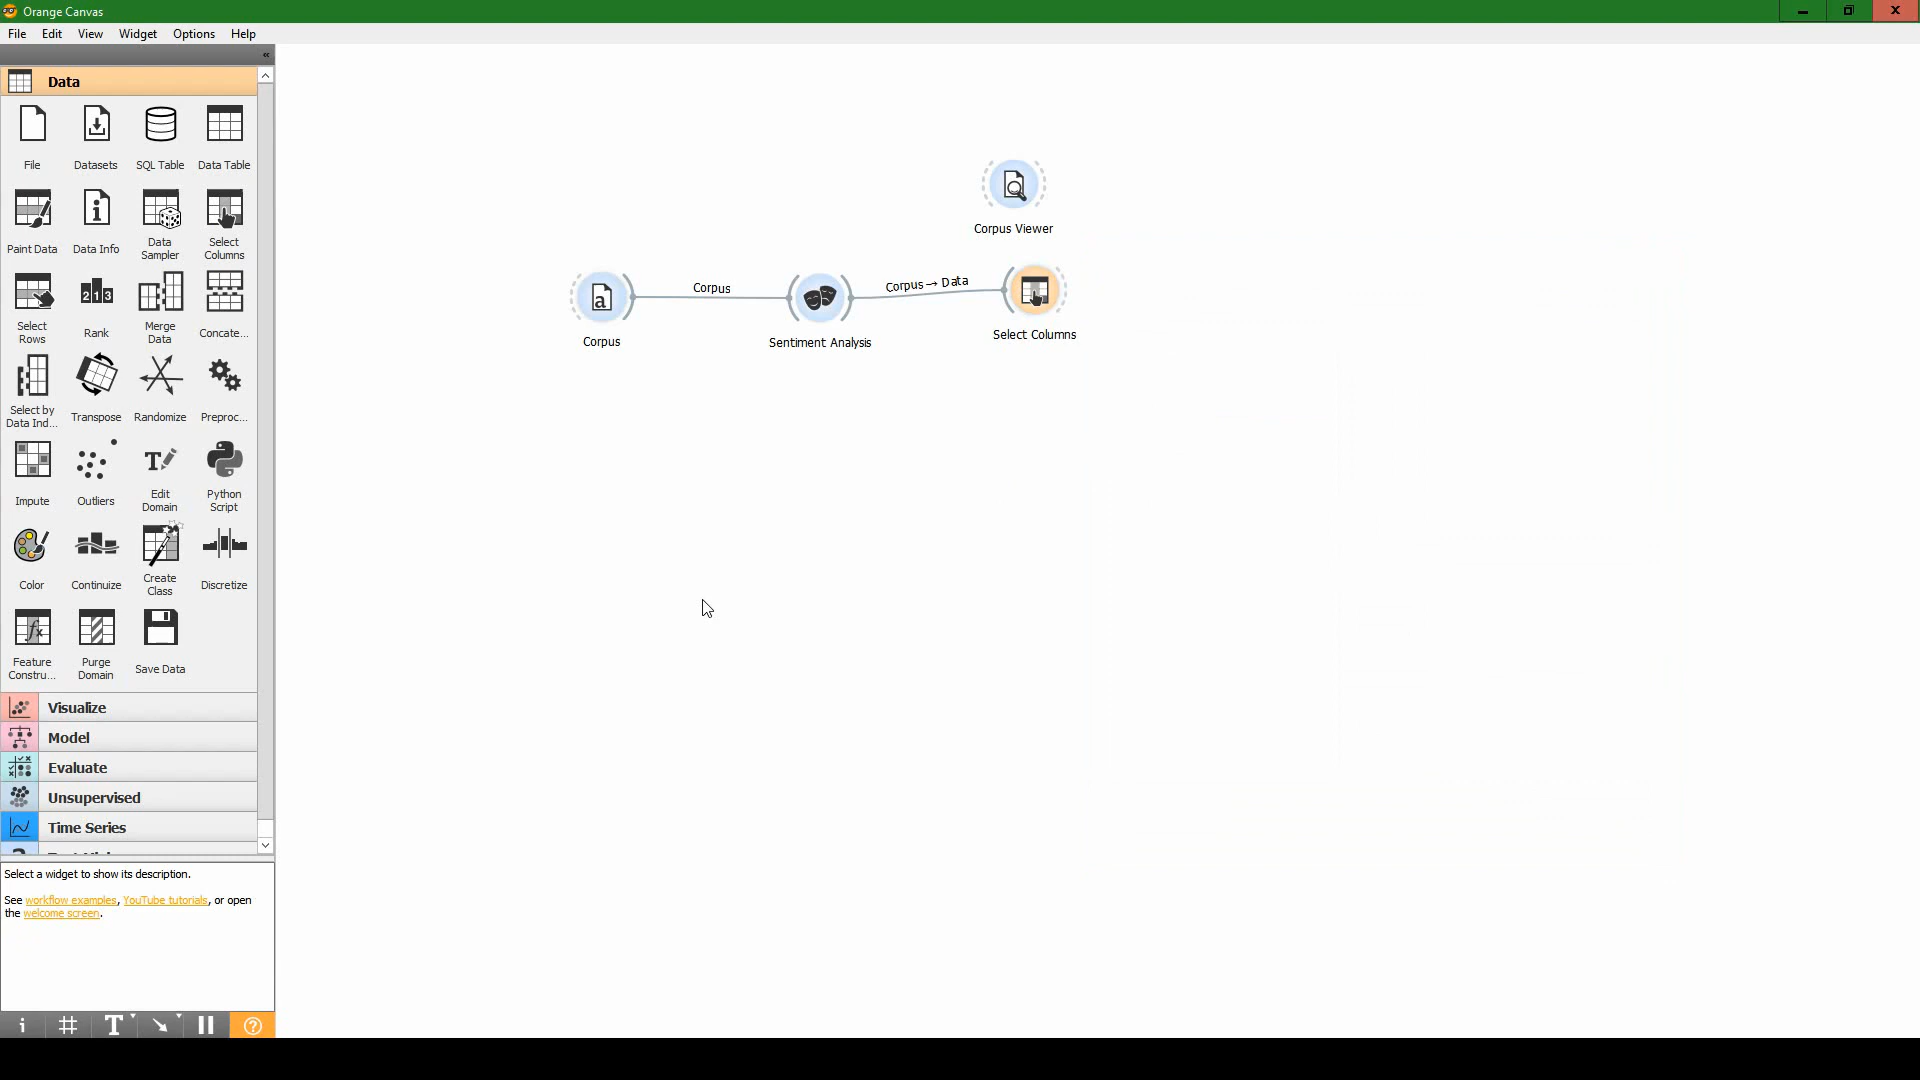 Orange Canvas
File Edit View Widget Options Help
«
Data
File Datasets SQL Table Data Table
Paint Data Data Info Data Sampler Select Columns
Select Rows Rank Merge Data Concate...
Select by Data Ind... Transpose Randomize Preproc...
Impute Outliers Edit Domain Python Script
Color Continuize Create Class Discretize
Feature Constru... Purge Domain Save Data
Visualize
Model
Evaluate
Unsupervised
Time Series
Select a widget to show its description.
See workflow examples, YouTube tutorials, or open
the welcome screen.
Corpus Viewer
Corpus
Corpus → Data
Corpus
Sentiment Analysis
Select Columns